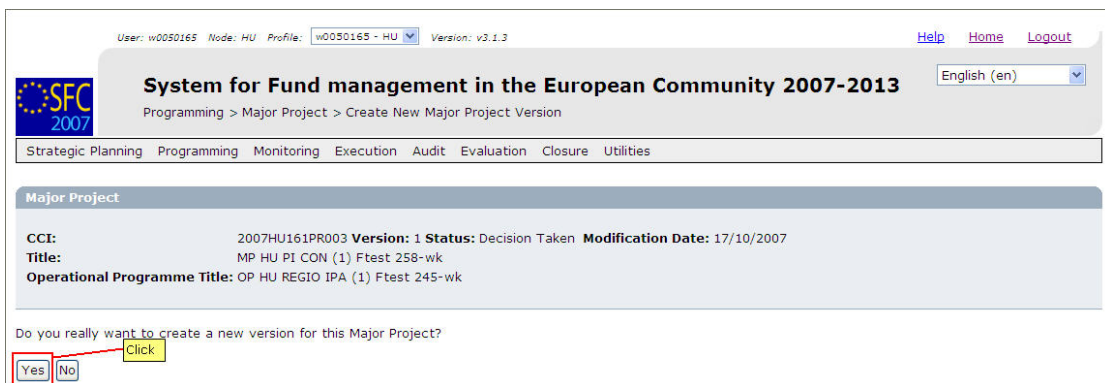 User: w0050165 Node: HU Profile: w0050165 - HU Version: v3.1.3 Help Home Logout
English (en)
SFC
2007
System for Fund management in the European Community 2007-2013
Programming > Major Project > Create New Major Project Version
Strategic Planning Programming Monitoring Execution Audit Evaluation Closure Utilities
Major Project
CCI: 2007HU161PR003 Version: 1 Status: Decision Taken Modification Date: 17/10/2007
Title: MP HU PI CON (1) Ftest 258-wk
Operational Programme Title: OP HU REGIO IPA (1) Ftest 245-wk
Do you really want to create a new version for this Major Project?
Click
Yes No